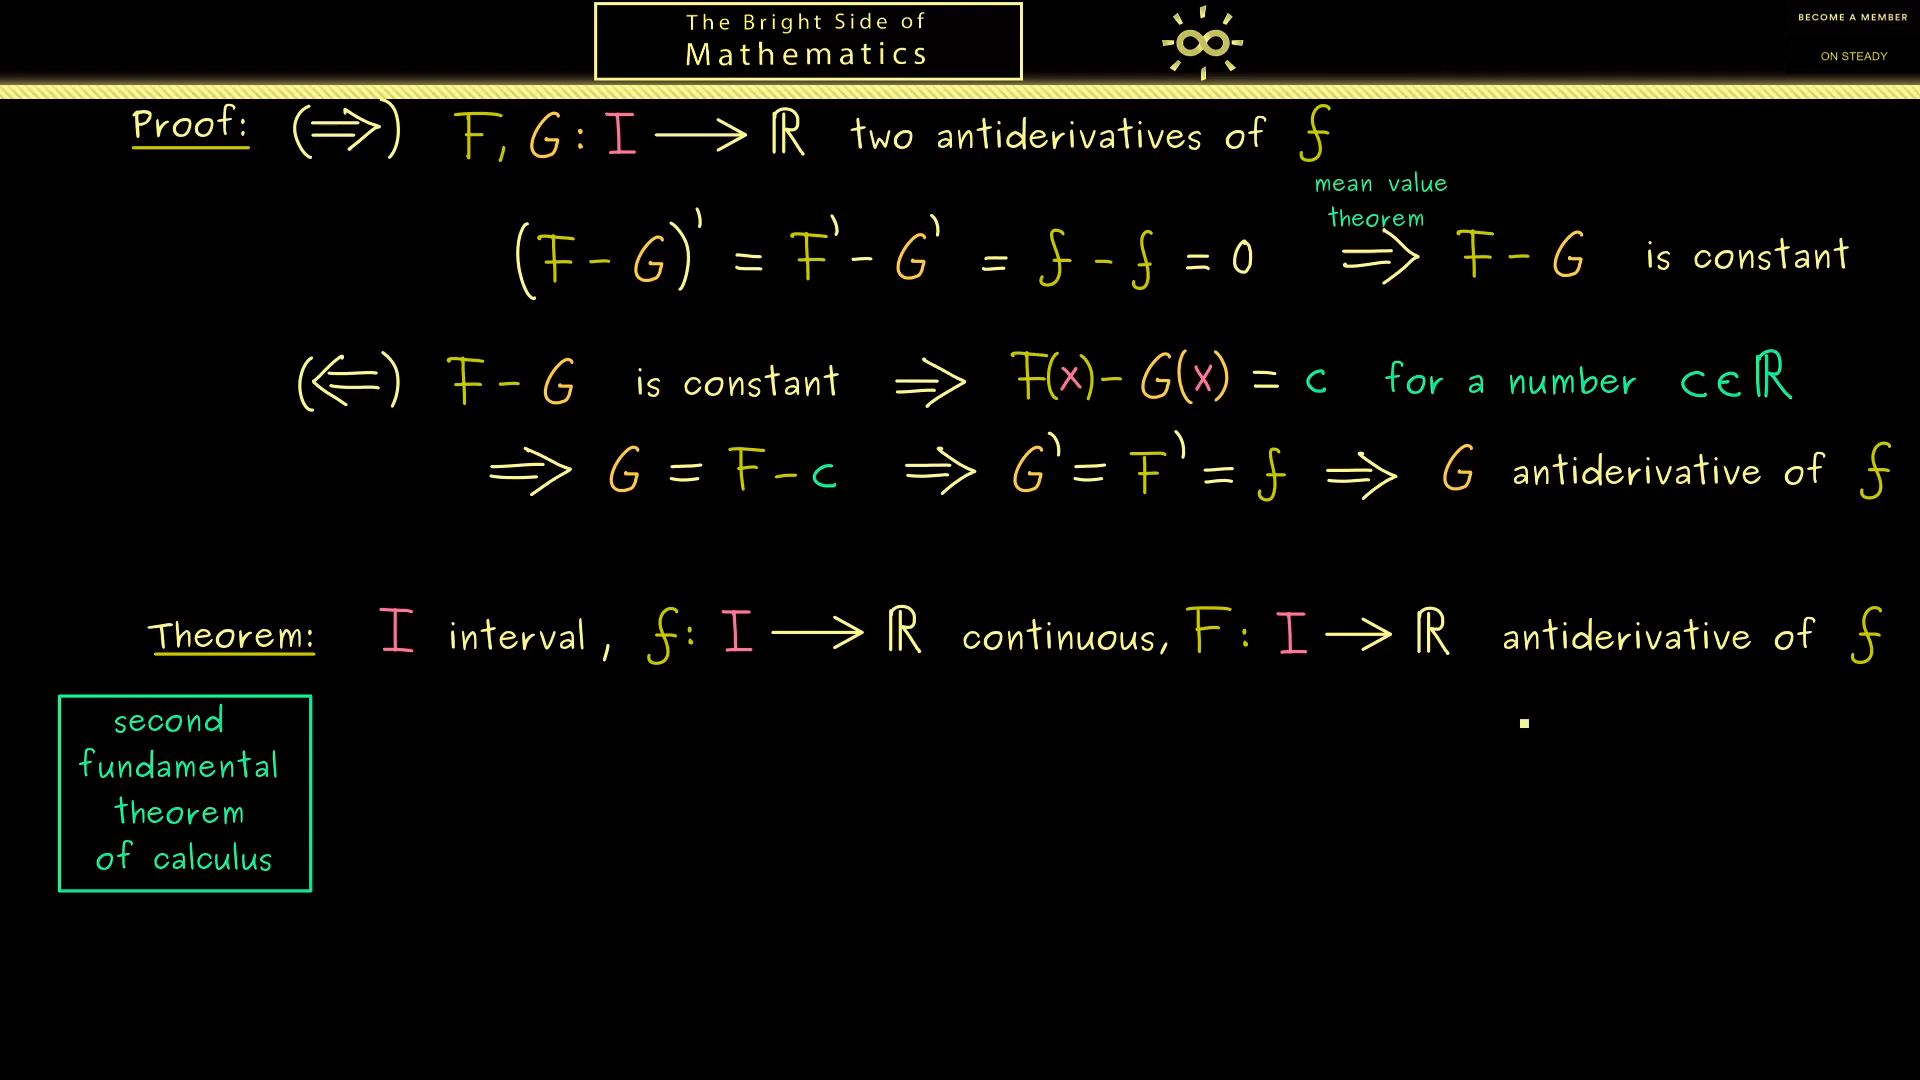 The Bright Side of
Mathematics
BECOME A MEMBER
ON STEADY
Proof: (⟹) F, G : I ⟶ ℝ two antiderivatives of f
mean value
theorem
(F − G)' = F' − G' = f − f = 0 ⟹ F − G is constant
(⟸) F − G is constant ⟹ F(x) − G(x) = c for a number c ∈ ℝ
⟹ G = F − c ⟹ G' = F' = f ⟹ G antiderivative of f
Theorem: I interval, f: I ⟶ ℝ continuous, F : I ⟶ ℝ antiderivative of f
second
fundamental
theorem
of calculus